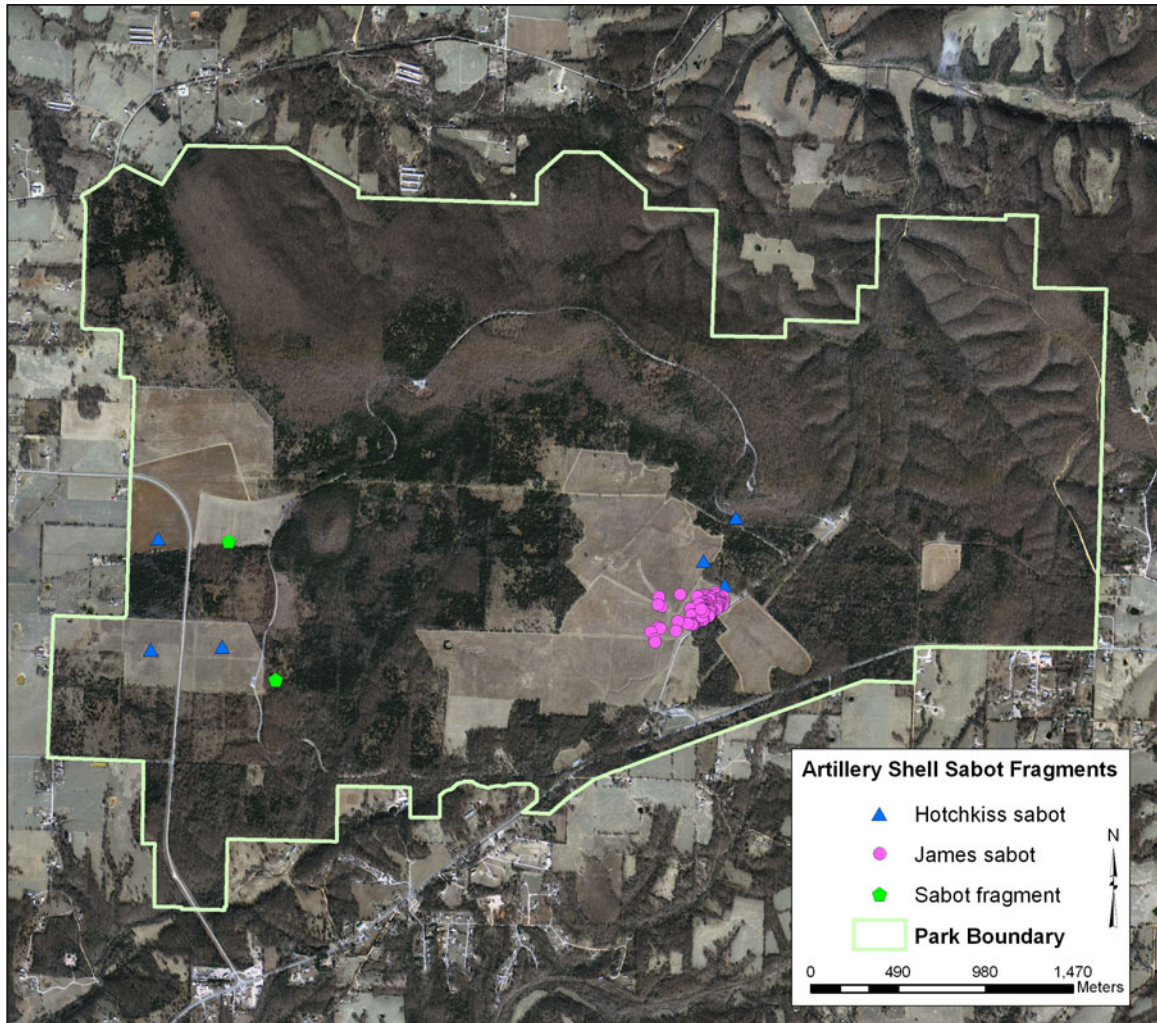 Artillery Shell Sabot Fragments
Hotchkiss sabot
James sabot
Sabot fragment
Park Boundary
N
0 490 980 1,470
Meters